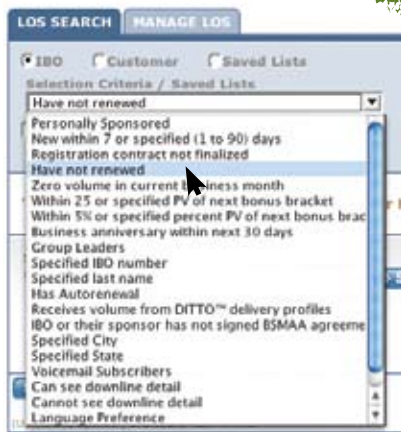 LOS SEARCH MANAGE LOS
IBO Customer Saved Lists
Selection Criteria / Saved Lists
Have not renewed
Personally Sponsored
New within 7 or specified (1 to 90) days
Registration contract not finalized
Have not renewed
Zero volume in current business month
Within 25 or specified PV of next bonus bracket
Within 5% or specified percent PV of next bonus brac
Business anniversary within next 30 days
Group Leaders
Specified IBO number
Specified last name
Has Autorenewal
Receives volume from DITTO™ delivery profiles
IBO or their sponsor has not signed BSMAA agreeme
Specified City
Specified State
Voicemail Subscribers
Can see downline detail
Cannot see downline detail
Language Preference